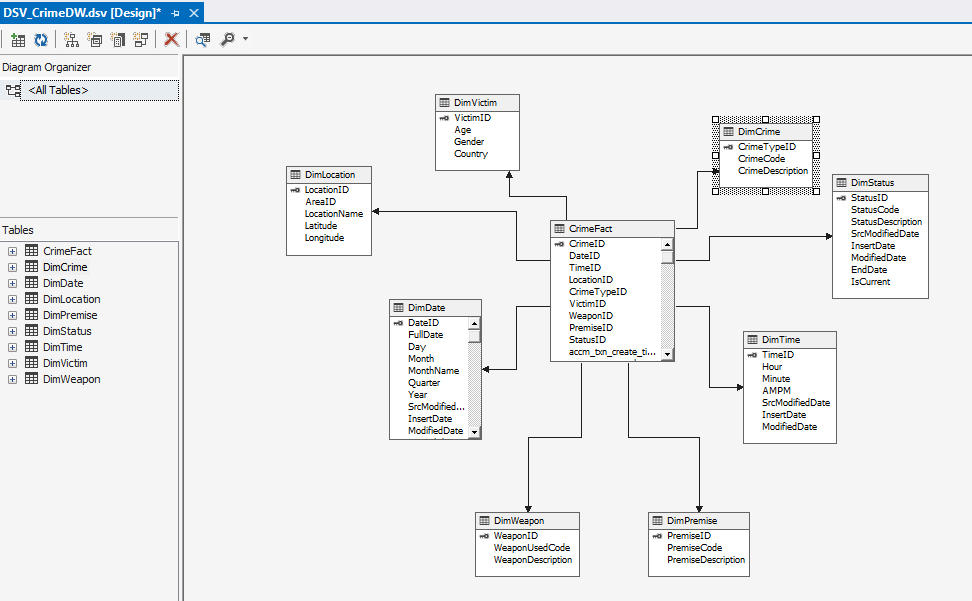 DSV_CrimeDW.dsv [Design]*
Diagram Organizer
<All Tables>
Tables
CrimeFact
DimCrime
DimDate
DimLocation
DimPremise
DimStatus
DimTime
DimVictim
DimWeapon
DimVictim
VictimID
Age
Gender
Country
DimCrime
CrimeTypeID
CrimeCode
CrimeDescription
DimLocation
LocationID
AreaID
LocationName
Latitude
Longitude
DimStatus
StatusID
StatusCode
StatusDescription
SrcModifiedDate
InsertDate
ModifiedDate
EndDate
IsCurrent
CrimeFact
CrimeID
DateID
TimeID
LocationID
CrimeTypeID
VictimID
WeaponID
PremiseID
StatusID
accm_txn_create_ti...
DimDate
DateID
FullDate
Day
Month
MonthName
Quarter
Year
SrcModified...
InsertDate
ModifiedDate
DimTime
TimeID
Hour
Minute
AMPM
SrcModifiedDate
InsertDate
ModifiedDate
DimWeapon
WeaponID
WeaponUsedCode
WeaponDescription
DimPremise
PremiseID
PremiseCode
PremiseDescription